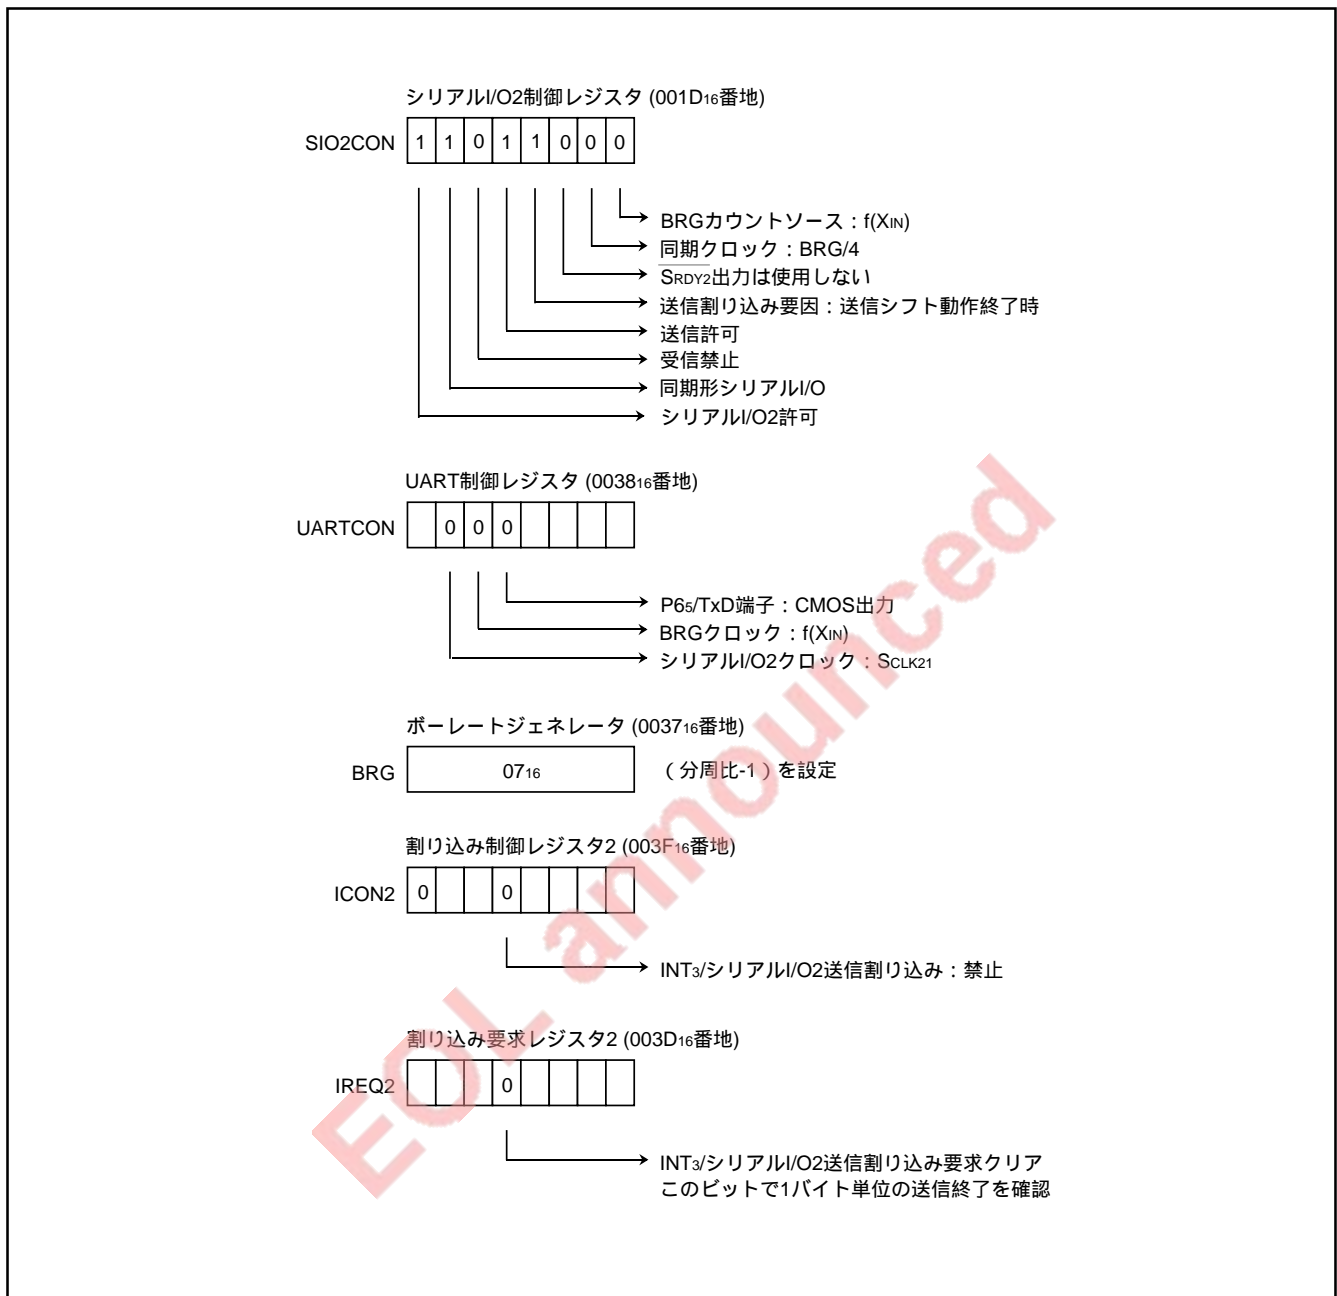 シリアルI/O2制御レジスタ (001D16番地)
SIO2CON 1 1 0 1 1 0 0 0
BRGカウントソース：f(XIN)
同期クロック：BRG/4
SRDY2出力は使用しない
送信割り込み要因：送信シフト動作終了時
送信許可
受信禁止
同期形シリアルI/O
シリアルI/O2許可
UART制御レジスタ (003816番地)
UARTCON 0 0 0
P65/TxD端子：CMOS出力
BRGクロック：f(XIN)
シリアルI/O2クロック：SCLK21
ボーレートジェネレータ (003716番地)
BRG 0716 （分周比-1）を設定
割り込み制御レジスタ2 (003F16番地)
ICON2 0 0
INT3/シリアルI/O2送信割り込み：禁止
割り込み要求レジスタ2 (003D16番地)
IREQ2 0
INT3/シリアルI/O2送信割り込み要求クリア
このビットで1バイト単位の送信終了を確認
EOL announced